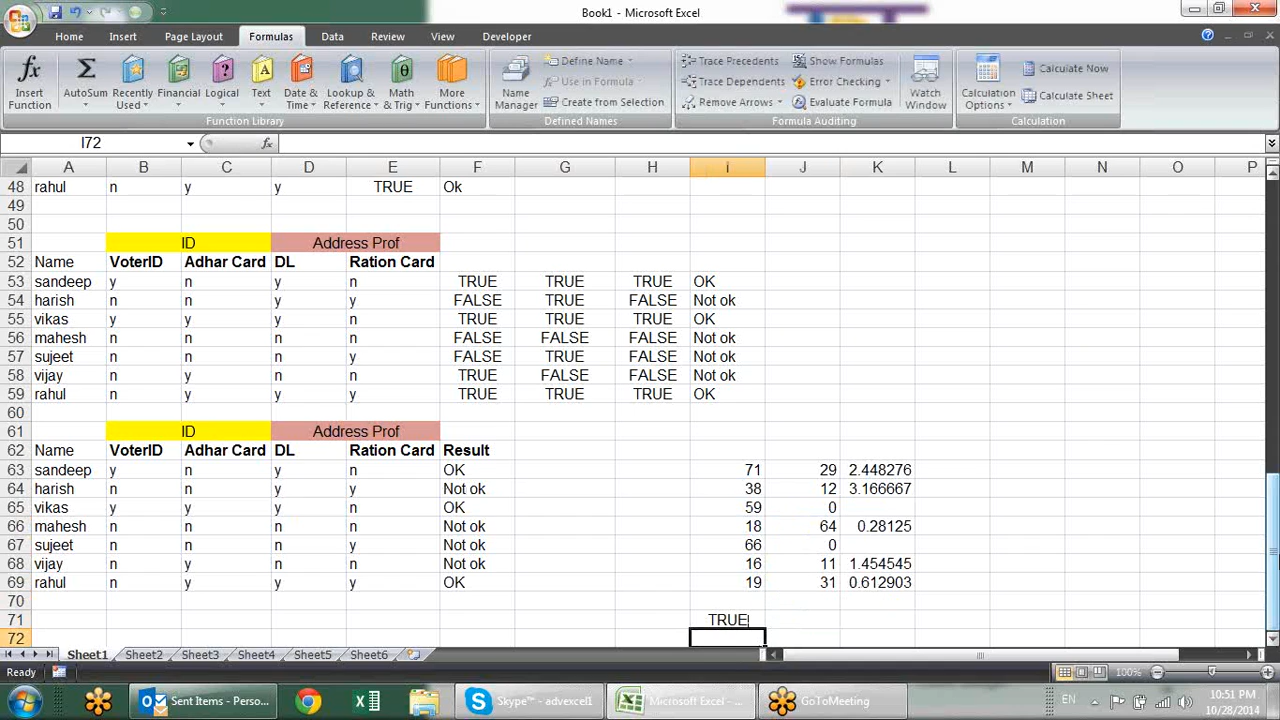 Book1 - Microsoft Excel
Home Insert Page Layout Formulas Data Review View Developer
Insert Function
AutoSum
Recently Used
Financial
Logical
Text
Date & Time
Lookup & Reference
Math & Trig
More Functions
Function Library
Name Manager
Define Name
Use in Formula
Create from Selection
Defined Names
Trace Precedents
Trace Dependents
Remove Arrows
Show Formulas
Error Checking
Evaluate Formula
Formula Auditing
Watch Window
Calculation Options
Calculate Now
Calculate Sheet
Calculation
I72 fx
A B C D E F G H I J K L M N O P
48 rahul n y y TRUE Ok
49
50
51 ID Address Prof
52 Name VoterID Adhar Card DL Ration Card
53 sandeep y n y n TRUE TRUE TRUE OK
54 harish n n y y FALSE TRUE FALSE Not ok
55 vikas y y y n TRUE TRUE TRUE OK
56 mahesh n n n n FALSE FALSE FALSE Not ok
57 sujeet n n n y FALSE TRUE FALSE Not ok
58 vijay n y n n TRUE FALSE FALSE Not ok
59 rahul n y y y TRUE TRUE TRUE OK
60
61 ID Address Prof
62 Name VoterID Adhar Card DL Ration Card Result
63 sandeep y n y n OK 71 29 2.448276
64 harish n n y y Not ok 38 12 3.166667
65 vikas y y y n OK 59 0
66 mahesh n n n n Not ok 18 64 0.28125
67 sujeet n n n y Not ok 66 0
68 vijay n y n n Not ok 16 11 1.454545
69 rahul n y y y OK 19 31 0.612903
70
71 TRUE
72
Sheet1 Sheet2 Sheet3 Sheet4 Sheet5 Sheet6
Ready 100%
Sent Items - Perso... Skype™ - advexcel1 Microsoft Excel - ... GoToMeeting EN 10:51 PM
10/28/2014